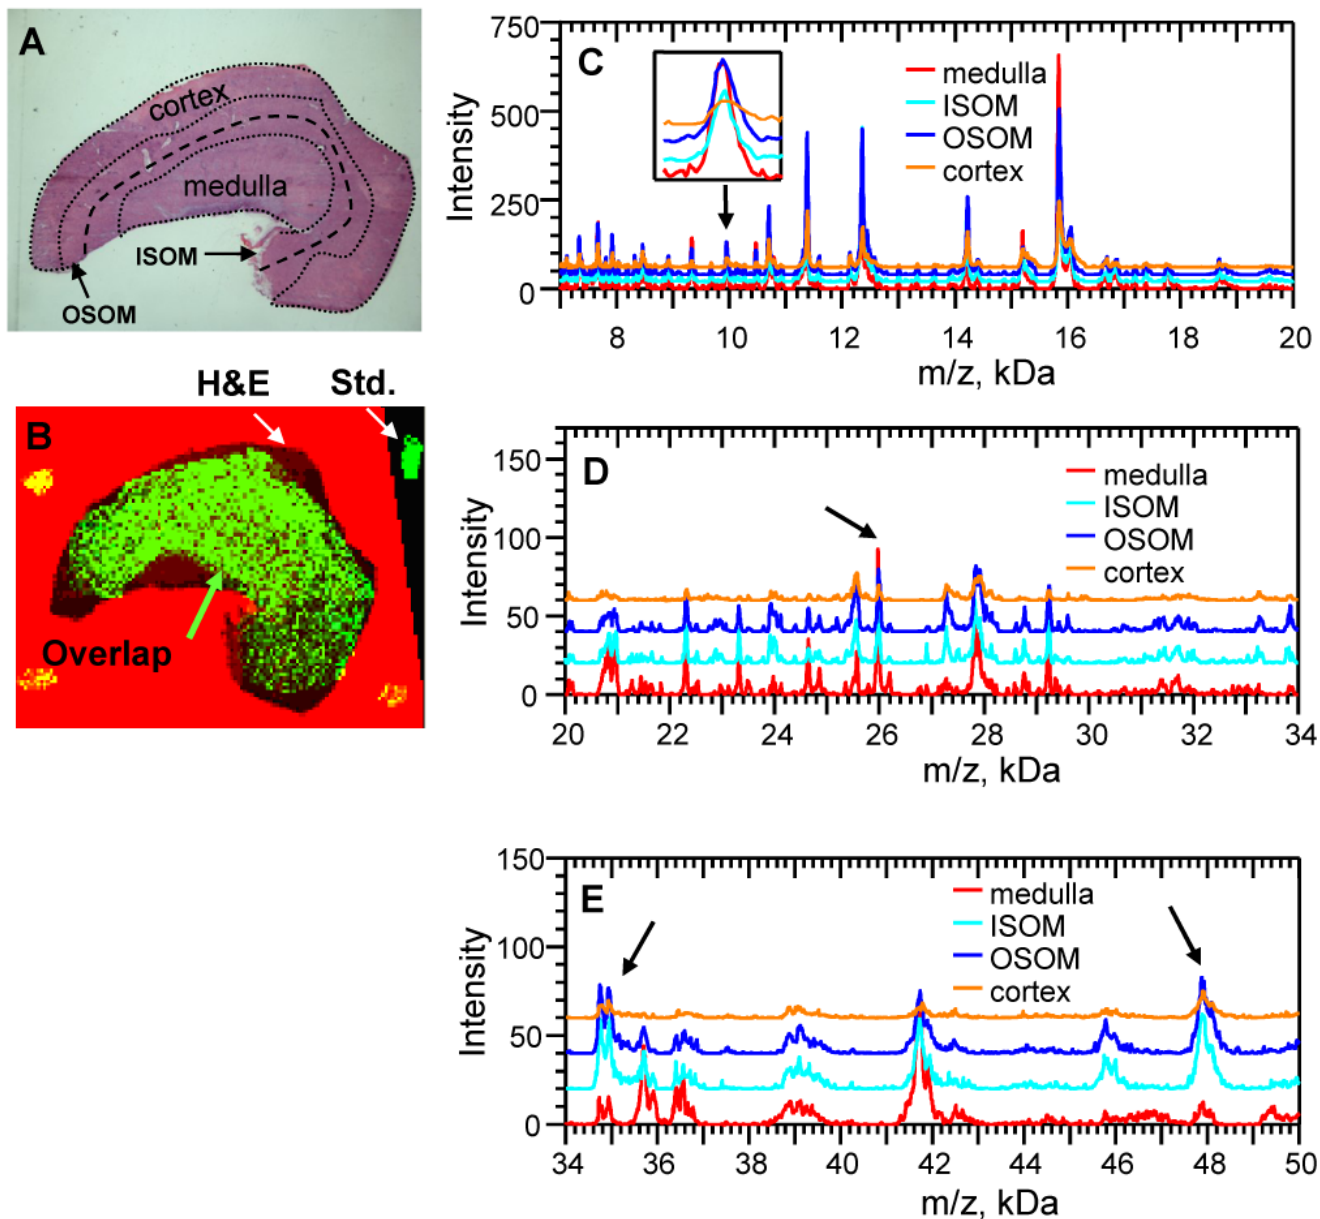 A
cortex
medulla
ISOM
OSOM
H&E
Std.
B
Overlap
C
medulla
ISOM
OSOM
cortex
Intensity
750
500
250
0
8 10 12 14 16 18 20
m/z, kDa
D
medulla
ISOM
OSOM
cortex
Intensity
150
100
50
0
20 22 24 26 28 30 32 34
m/z, kDa
E
medulla
ISOM
OSOM
cortex
Intensity
150
100
50
0
34 36 38 40 42 44 46 48 50
m/z, kDa